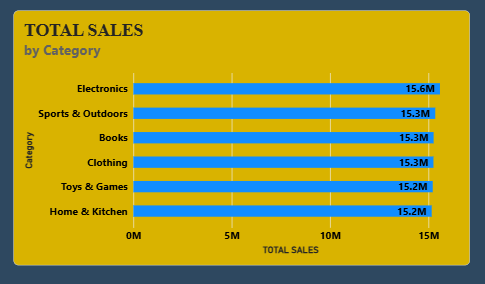 TOTAL SALES
by Category
Category
Electronics 15.6M
Sports & Outdoors 15.3M
Books 15.3M
Clothing 15.3M
Toys & Games 15.2M
Home & Kitchen 15.2M
0M 5M 10M 15M
TOTAL SALES